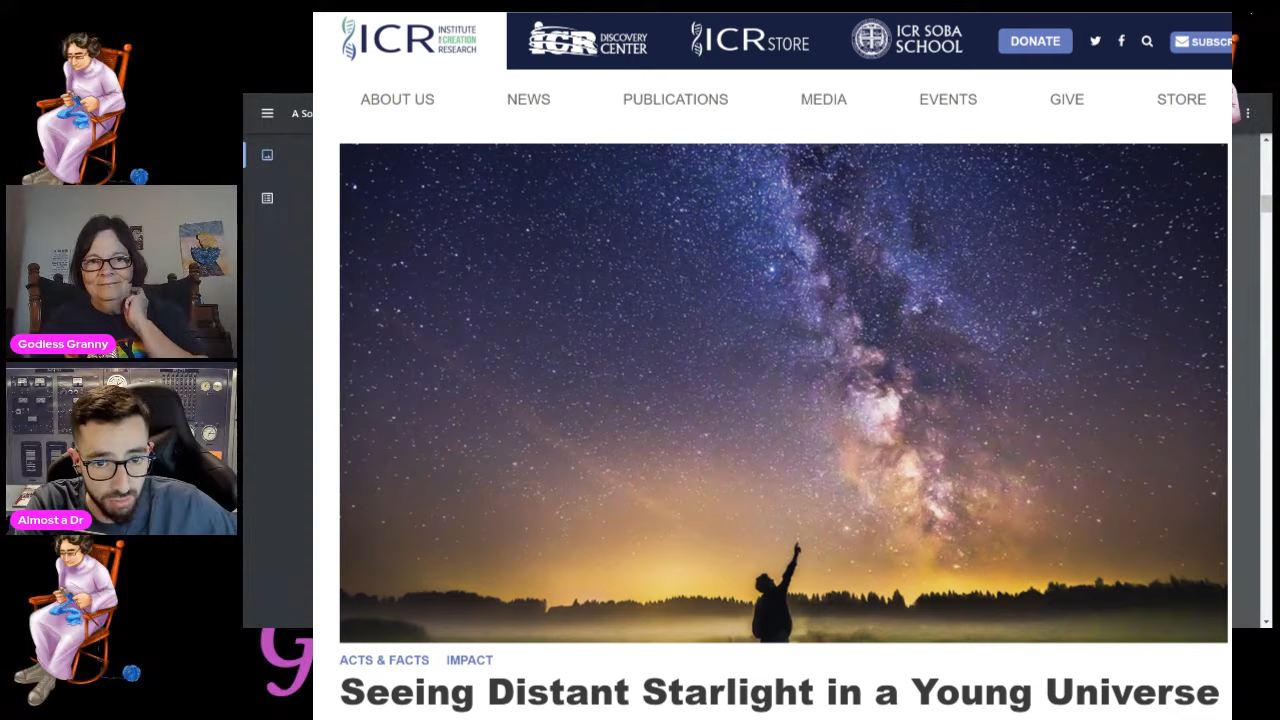 ICR INSTITUTE for CREATION RESEARCH
ICR DISCOVERY CENTER
ICR STORE
ICR SOBA SCHOOL
DONATE
SUBSCR
ABOUT US NEWS PUBLICATIONS MEDIA EVENTS GIVE STORE
A So
Godless Granny
Almost a Dr
g
ACTS & FACTS IMPACT
Seeing Distant Starlight in a Young Universe